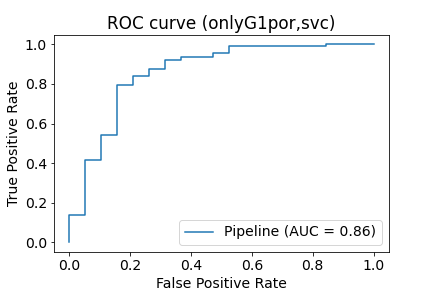 ROC curve (onlyG1por,svc)
True Positive Rate
1.0
0.8
0.6
0.4
0.2
0.0
Pipeline (AUC = 0.86)
0.0 0.2 0.4 0.6 0.8 1.0
False Positive Rate